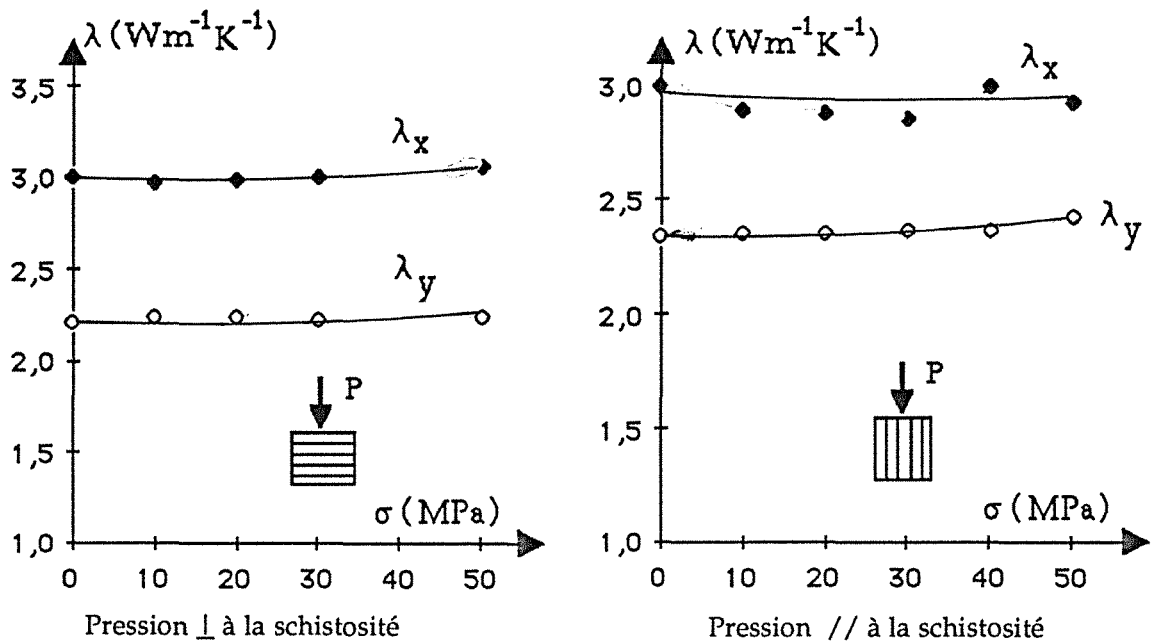 λ (Wm⁻¹K⁻¹)
3,5
3,0
2,5
2,0
1,5
1,0
λx
λy
P
σ (MPa)
0 10 20 30 40 50
Pression ⊥ à la schistosité
λ (Wm⁻¹K⁻¹)
3,0
2,5
2,0
1,5
1,0
λx
λy
P
σ (MPa)
0 10 20 30 40 50
Pression // à la schistosité